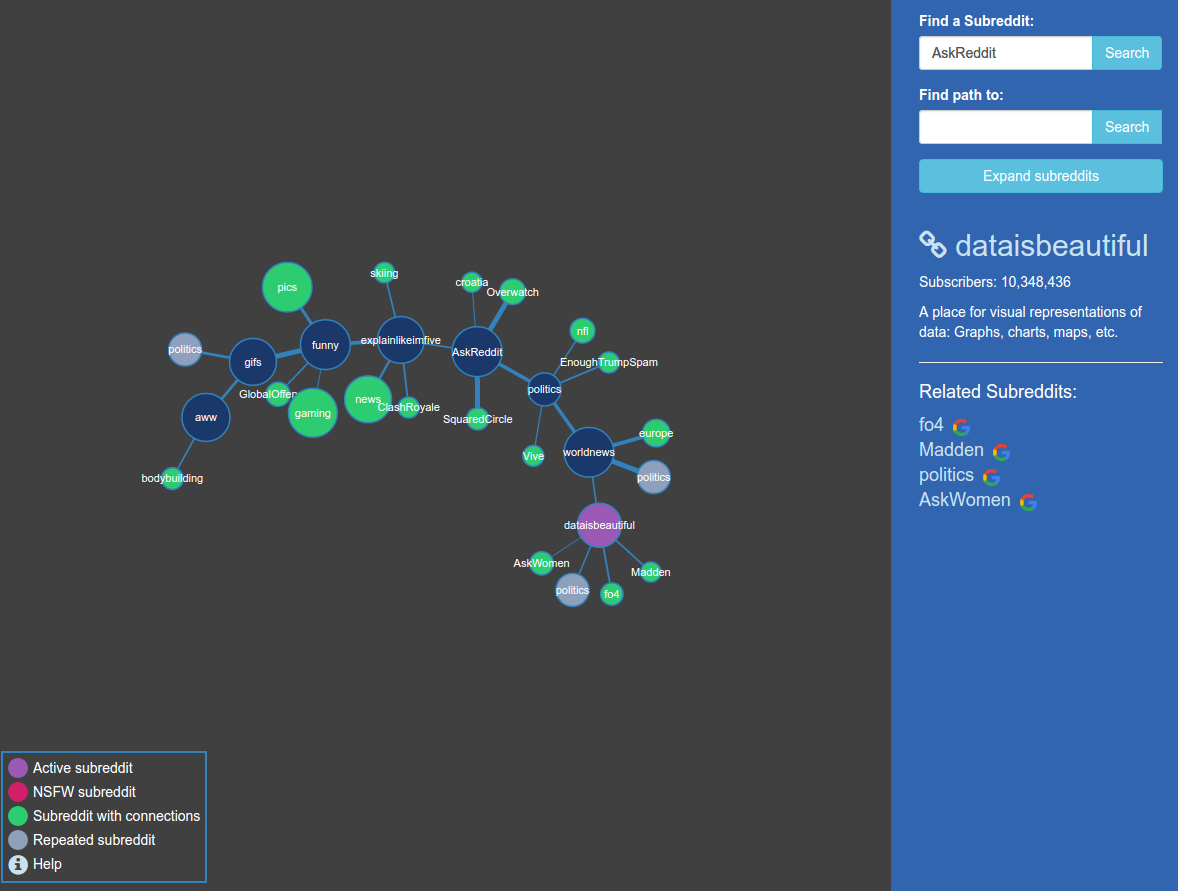 Find a Subreddit:
AskReddit
Search
Find path to:
Search
Expand subreddits
dataisbeautiful
Subscribers: 10,348,436
A place for visual representations of
data: Graphs, charts, maps, etc.
Related Subreddits:
fo4
Madden
politics
AskWomen
skiing
pics
croatia
Overwatch
nfl
explainlikeimfive
funny
politics
gifs
AskReddit
EnoughTrumpSpam
politics
GlobalOffen
news
ClashRoyale
gaming
aww
SquaredCircle
europe
worldnews
Vive
politics
bodybuilding
dataisbeautiful
AskWomen
Madden
politics
fo4
Active subreddit
NSFW subreddit
Subreddit with connections
Repeated subreddit
Help